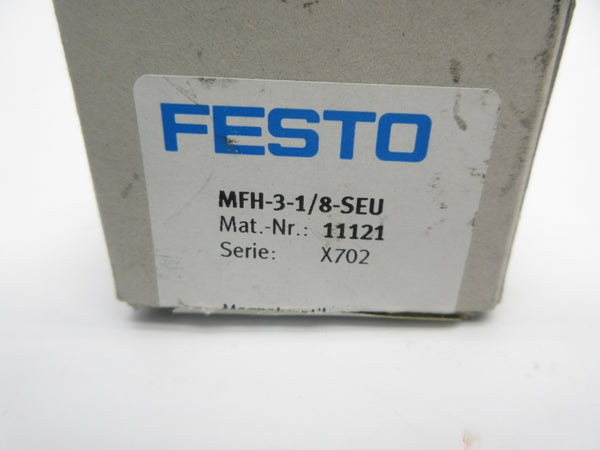 FESTO
MFH-3-1/8-SEU
Mat.-Nr.: 11121
Serie: X702